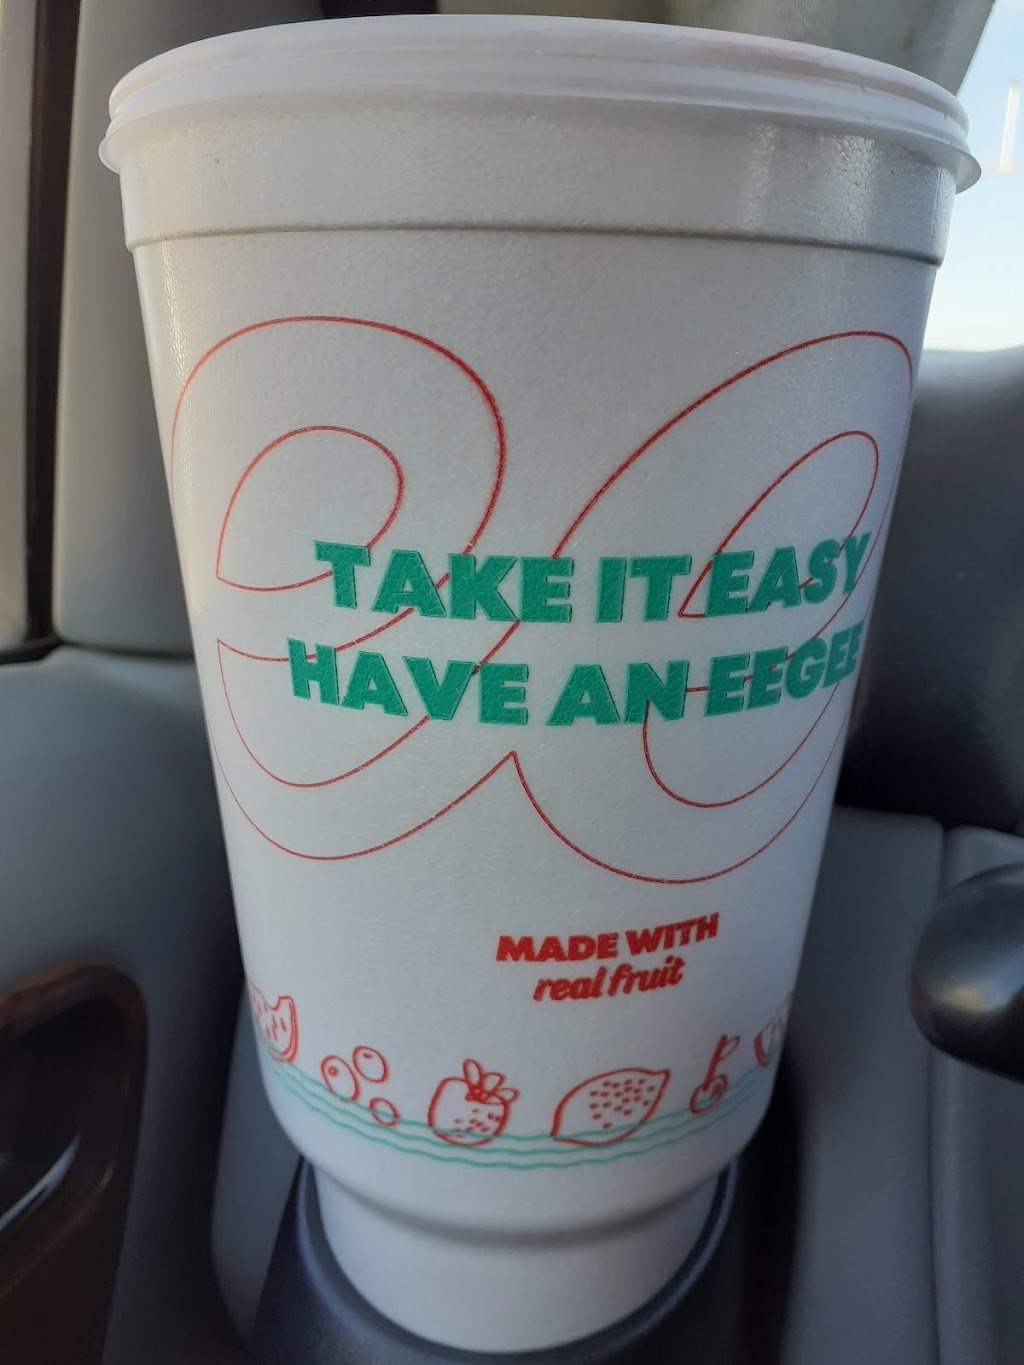 TAKE IT EASY
HAVE AN EEGEE
MADE WITH
real fruit